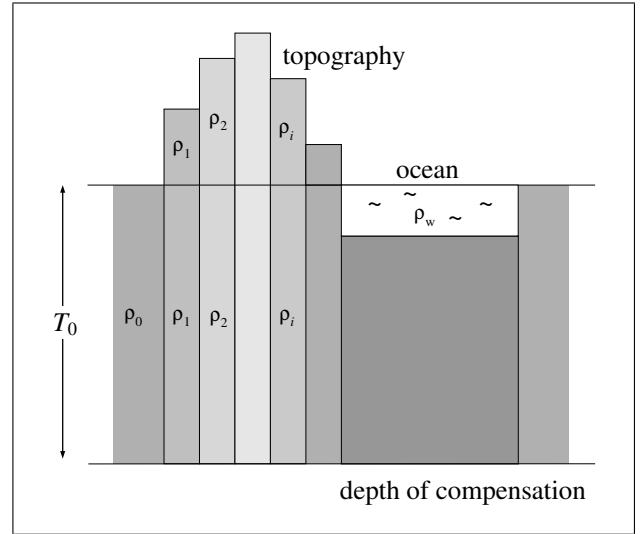 topography
ρ₂
ρ₁
ρᵢ
ocean
~ ~ ~ ~
ρw
ρ₀
ρ₁
ρ₂
ρᵢ
T₀
depth of compensation